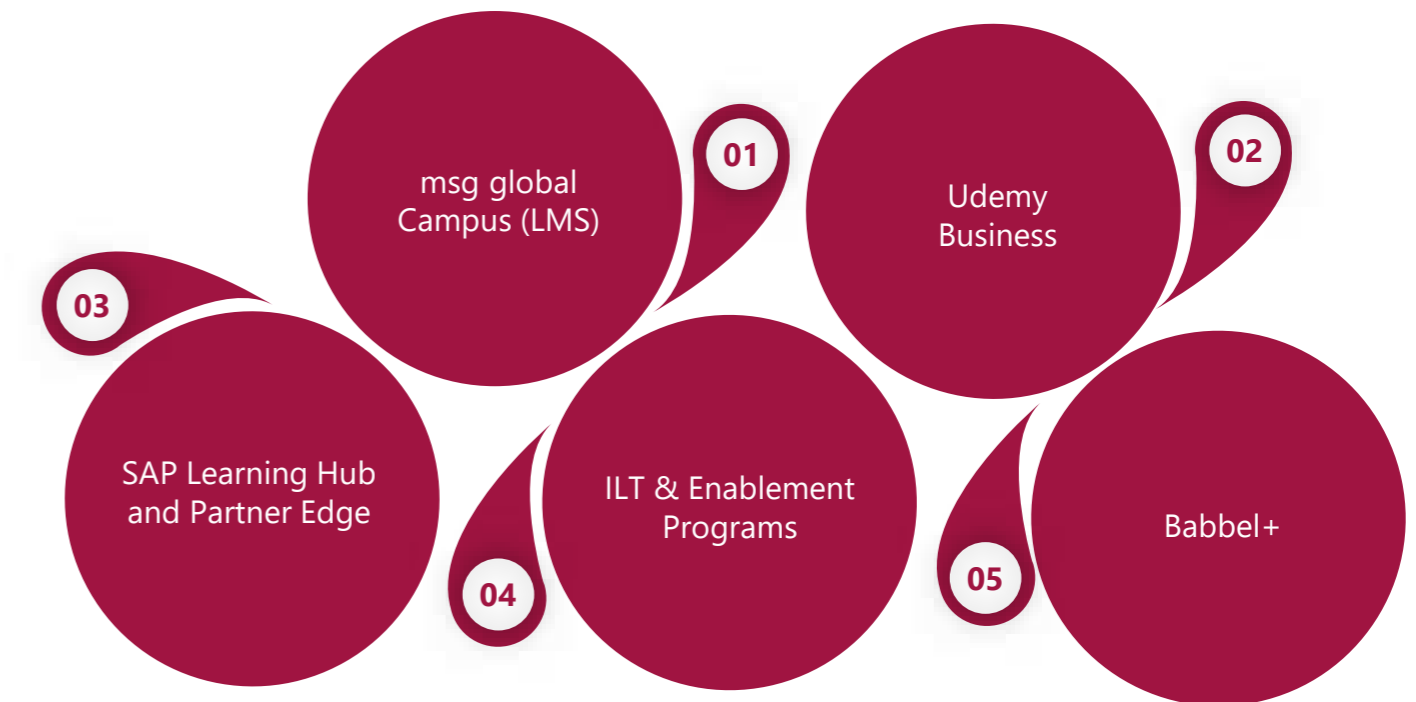 01
msg global
Campus (LMS)
02
Udemy
Business
03
SAP Learning Hub
and Partner Edge
04
ILT & Enablement
Programs
05
Babbel+